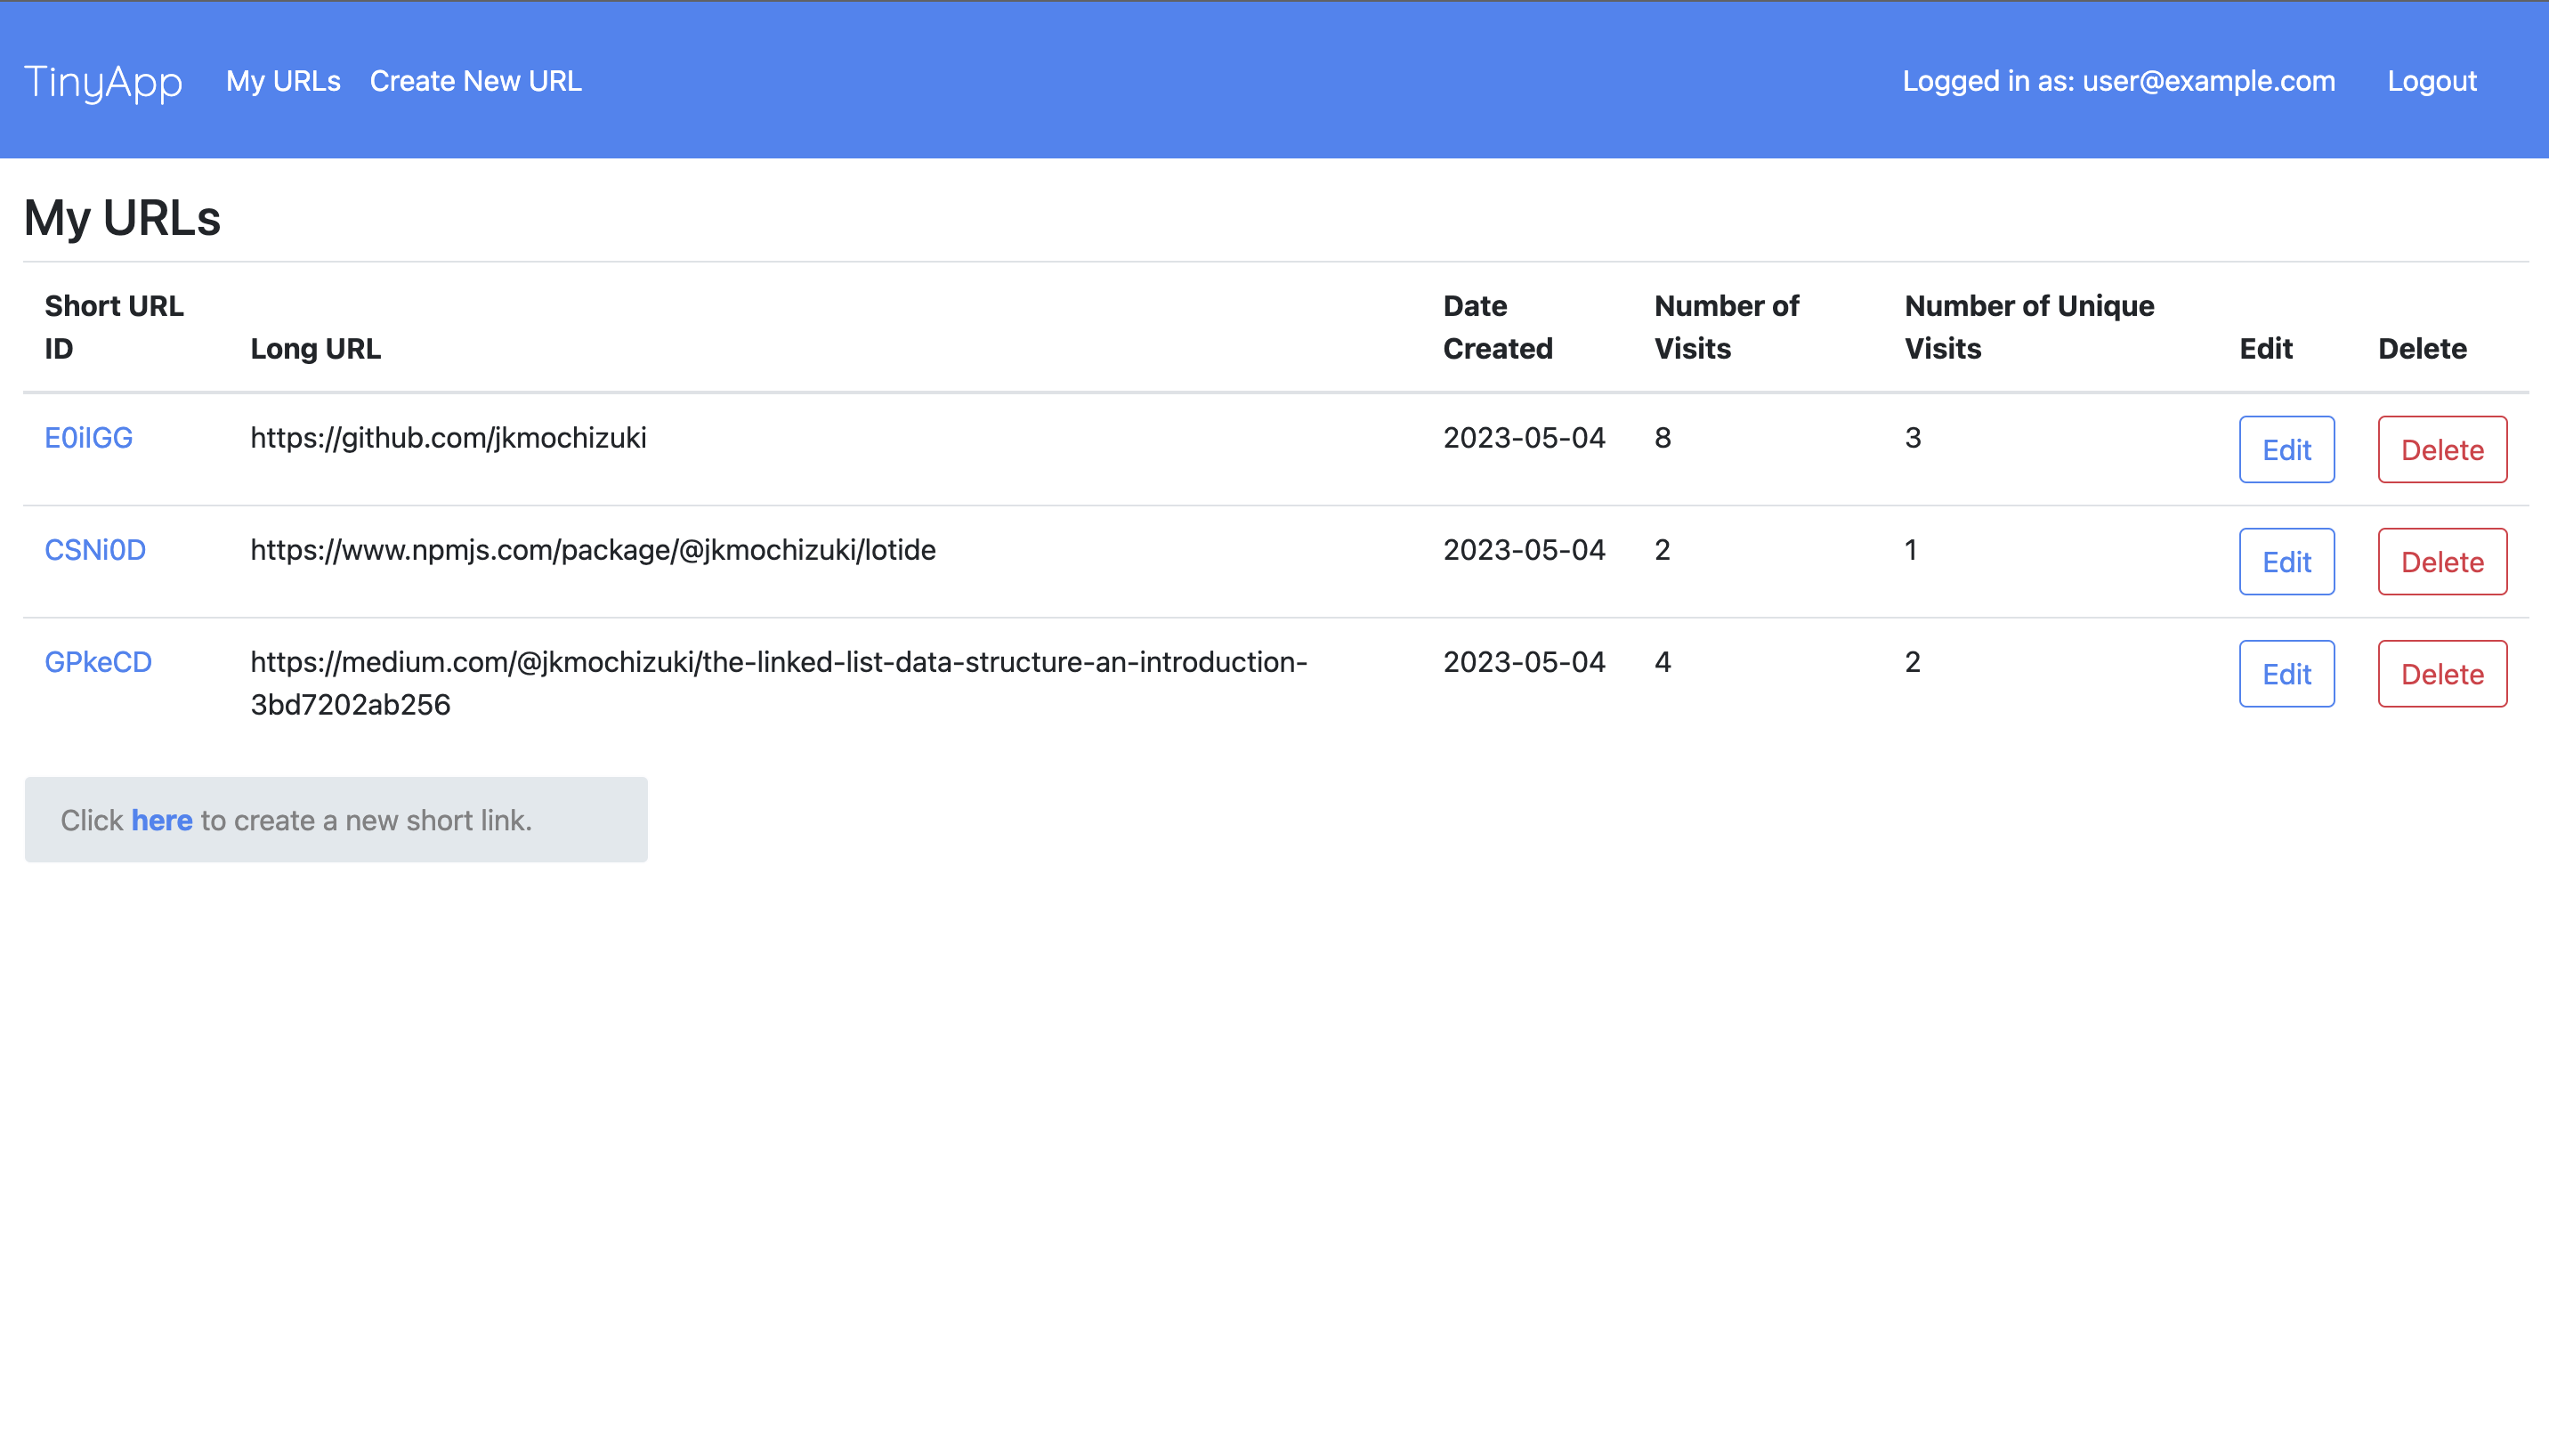 TinyApp My URLs Create New URL Logged in as: user@example.com Logout
My URLs
Short URL ID Long URL Date Created Number of Visits Number of Unique Visits Edit Delete
E0iIGG https://github.com/jkmochizuki 2023-05-04 8 3 Edit Delete
CSNi0D https://www.npmjs.com/package/@jkmochizuki/lotide 2023-05-04 2 1 Edit Delete
GPkeCD https://medium.com/@jkmochizuki/the-linked-list-data-structure-an-introduction- 2023-05-04 4 2 Edit Delete
3bd7202ab256
Click here to create a new short link.